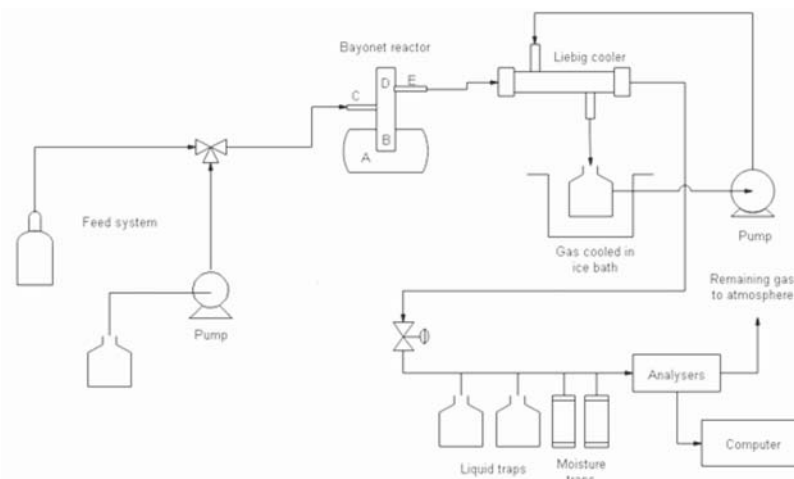 Bayonet reactor
Liebig cooler
D
E
C
B
A
Feed system
Gas cooled in
ice bath
Pump
Pump
Remaining gas
to atmosphere
Analysers
Computer
Liquid traps
Moisture